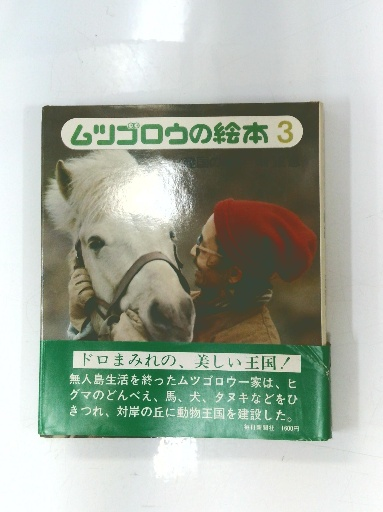 ムツゴロウの絵本 3
ドロまみれの、美しい王国!
無人島生活を終ったムツゴロウ一家は、ヒ
グマのどんべえ、馬、犬、タヌキなどをひ
きつれ、対岸の丘に動物王国を建設した。
毎日新聞社 1600円